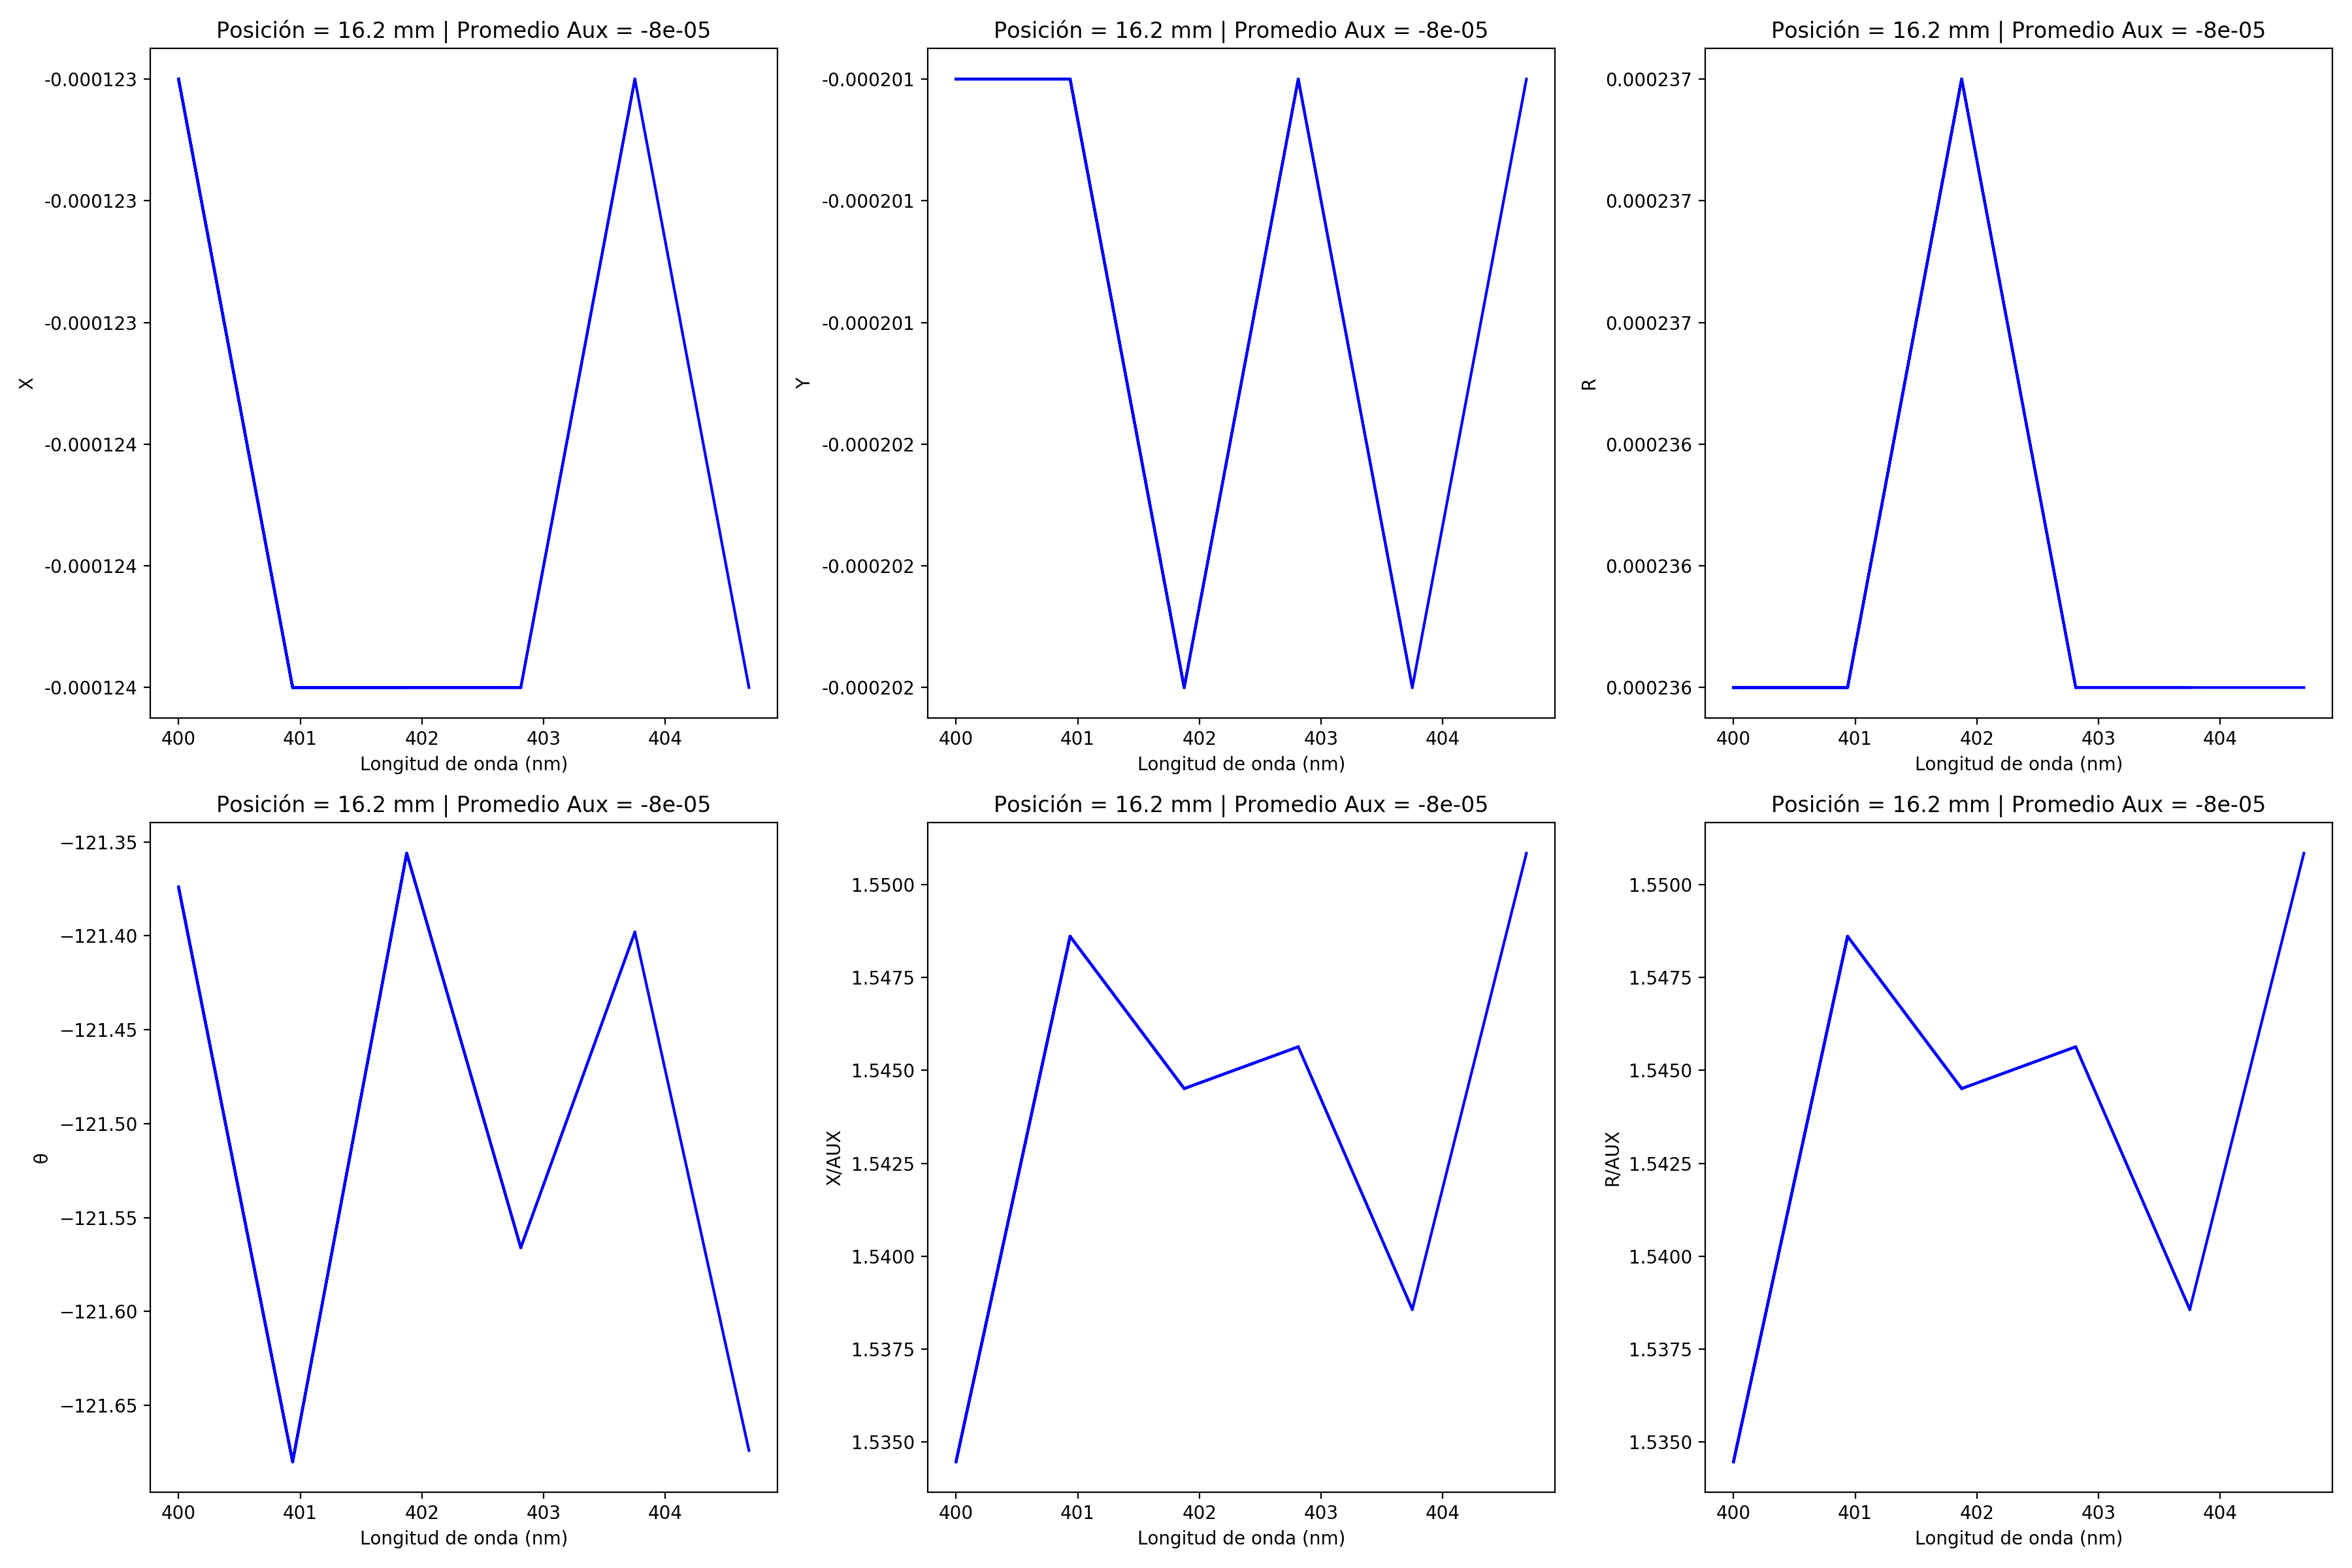 Posición = 16.2 mm | Promedio Aux = -8e-05
-0.000123
-0.000123
-0.000123
-0.000124
-0.000124
-0.000124
X
400 401 402 403 404
Longitud de onda (nm)
Posición = 16.2 mm | Promedio Aux = -8e-05
-0.000201
-0.000201
-0.000201
-0.000202
-0.000202
-0.000202
Y
400 401 402 403 404
Longitud de onda (nm)
Posición = 16.2 mm | Promedio Aux = -8e-05
0.000237
0.000237
0.000237
0.000236
0.000236
0.000236
R
400 401 402 403 404
Longitud de onda (nm)
Posición = 16.2 mm | Promedio Aux = -8e-05
−121.35
−121.40
−121.45
−121.50
−121.55
−121.60
−121.65
θ
400 401 402 403 404
Longitud de onda (nm)
Posición = 16.2 mm | Promedio Aux = -8e-05
1.5500
1.5475
1.5450
1.5425
1.5400
1.5375
1.5350
X/AUX
400 401 402 403 404
Longitud de onda (nm)
Posición = 16.2 mm | Promedio Aux = -8e-05
1.5500
1.5475
1.5450
1.5425
1.5400
1.5375
1.5350
R/AUX
400 401 402 403 404
Longitud de onda (nm)